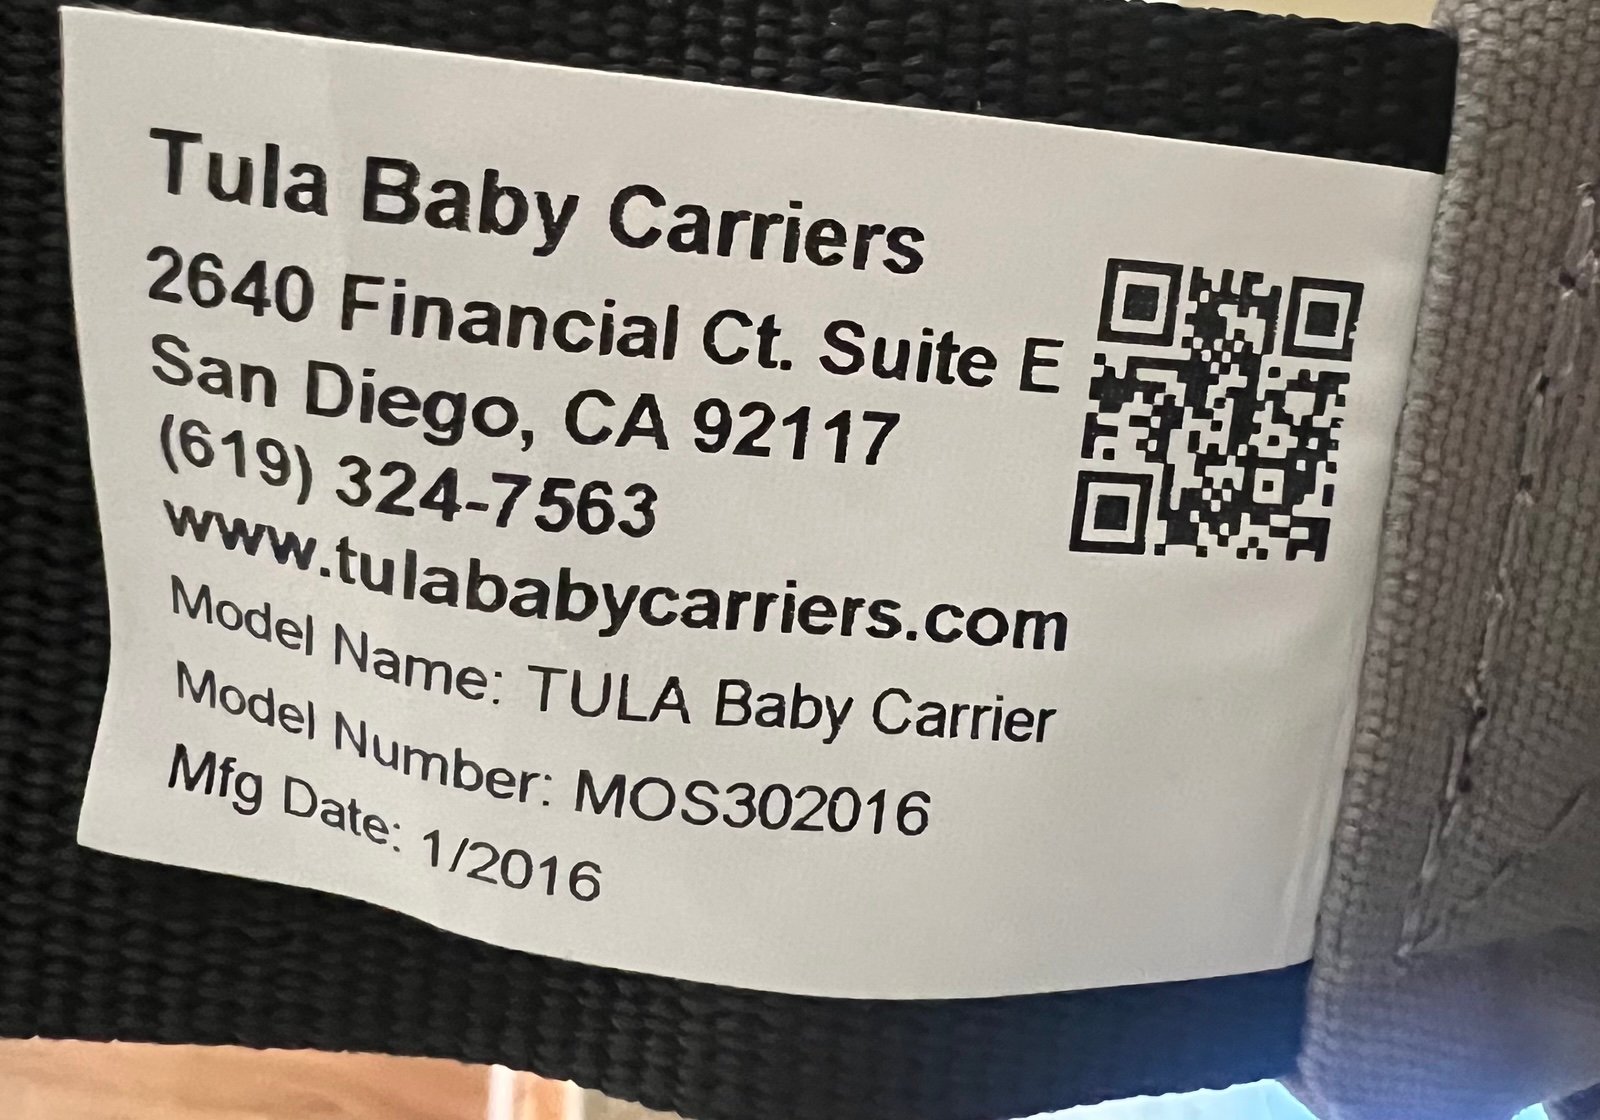 Tula Baby Carriers
2640 Financial Ct. Suite E
San Diego, CA 92117
(619) 324-7563
www.tulababycarriers.com
Model Name: TULA Baby Carrier
Model Number: MOS302016
Mfg Date: 1/2016